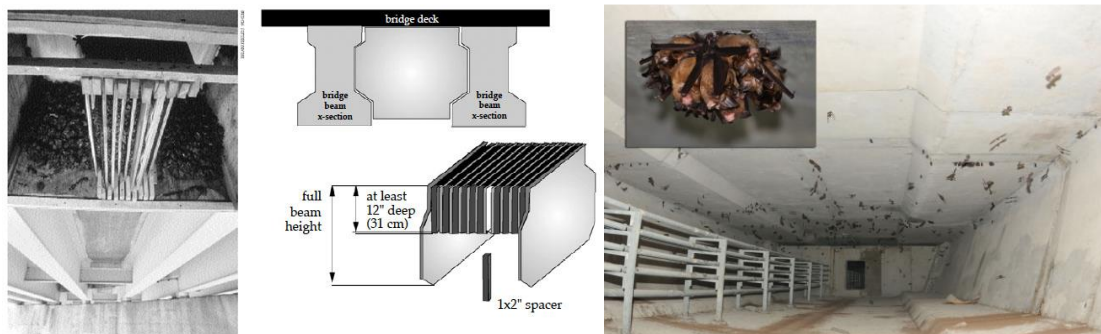 bridge deck
bridge
beam
x-section
bridge
beam
x-section
full
beam
height
at least
12" deep
(31 cm)
1x2" spacer